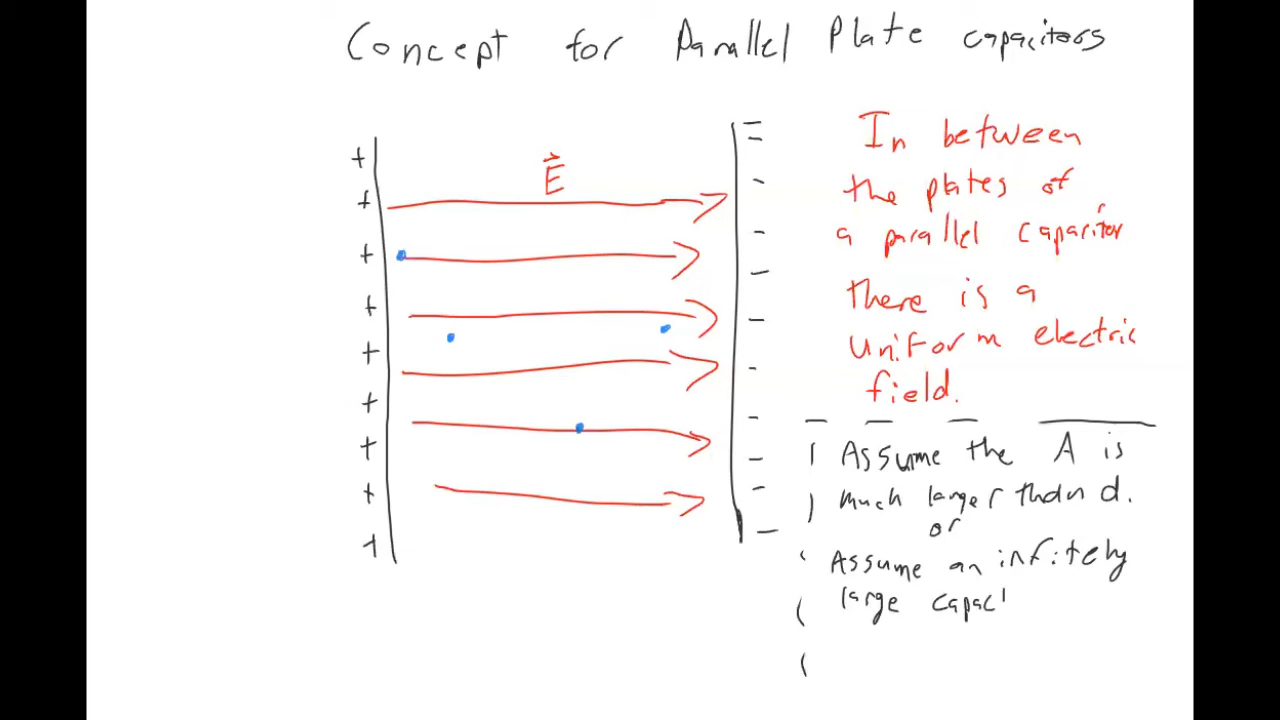 Concept for Parallel Plate capacitors
+
+
+
+
+
+
+
+
+
E
In between
the plates of
a parallel capacitor
there is a
uniform electric
field.
Assume the A is
much larger than d.
or
Assume an infitely
large capaci